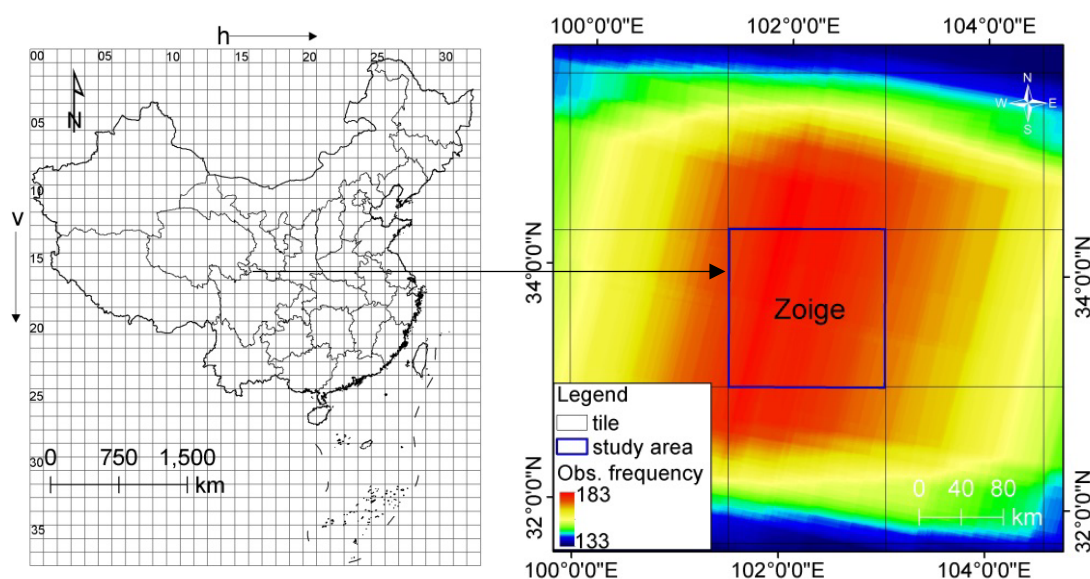 h
00 05 10 15 20 25 30
N
05
10
v
15
20
25
30
35
0 750 1,500
km
100°0'0"E 102°0'0"E 104°0'0"E
N
W E
S
34°0'0"N
34°0'0"N
Zoige
Legend
tile
study area
Obs. frequency
183
133
0 40 80
km
32°0'0"N
32°0'0"N
100°0'0"E 102°0'0"E 104°0'0"E